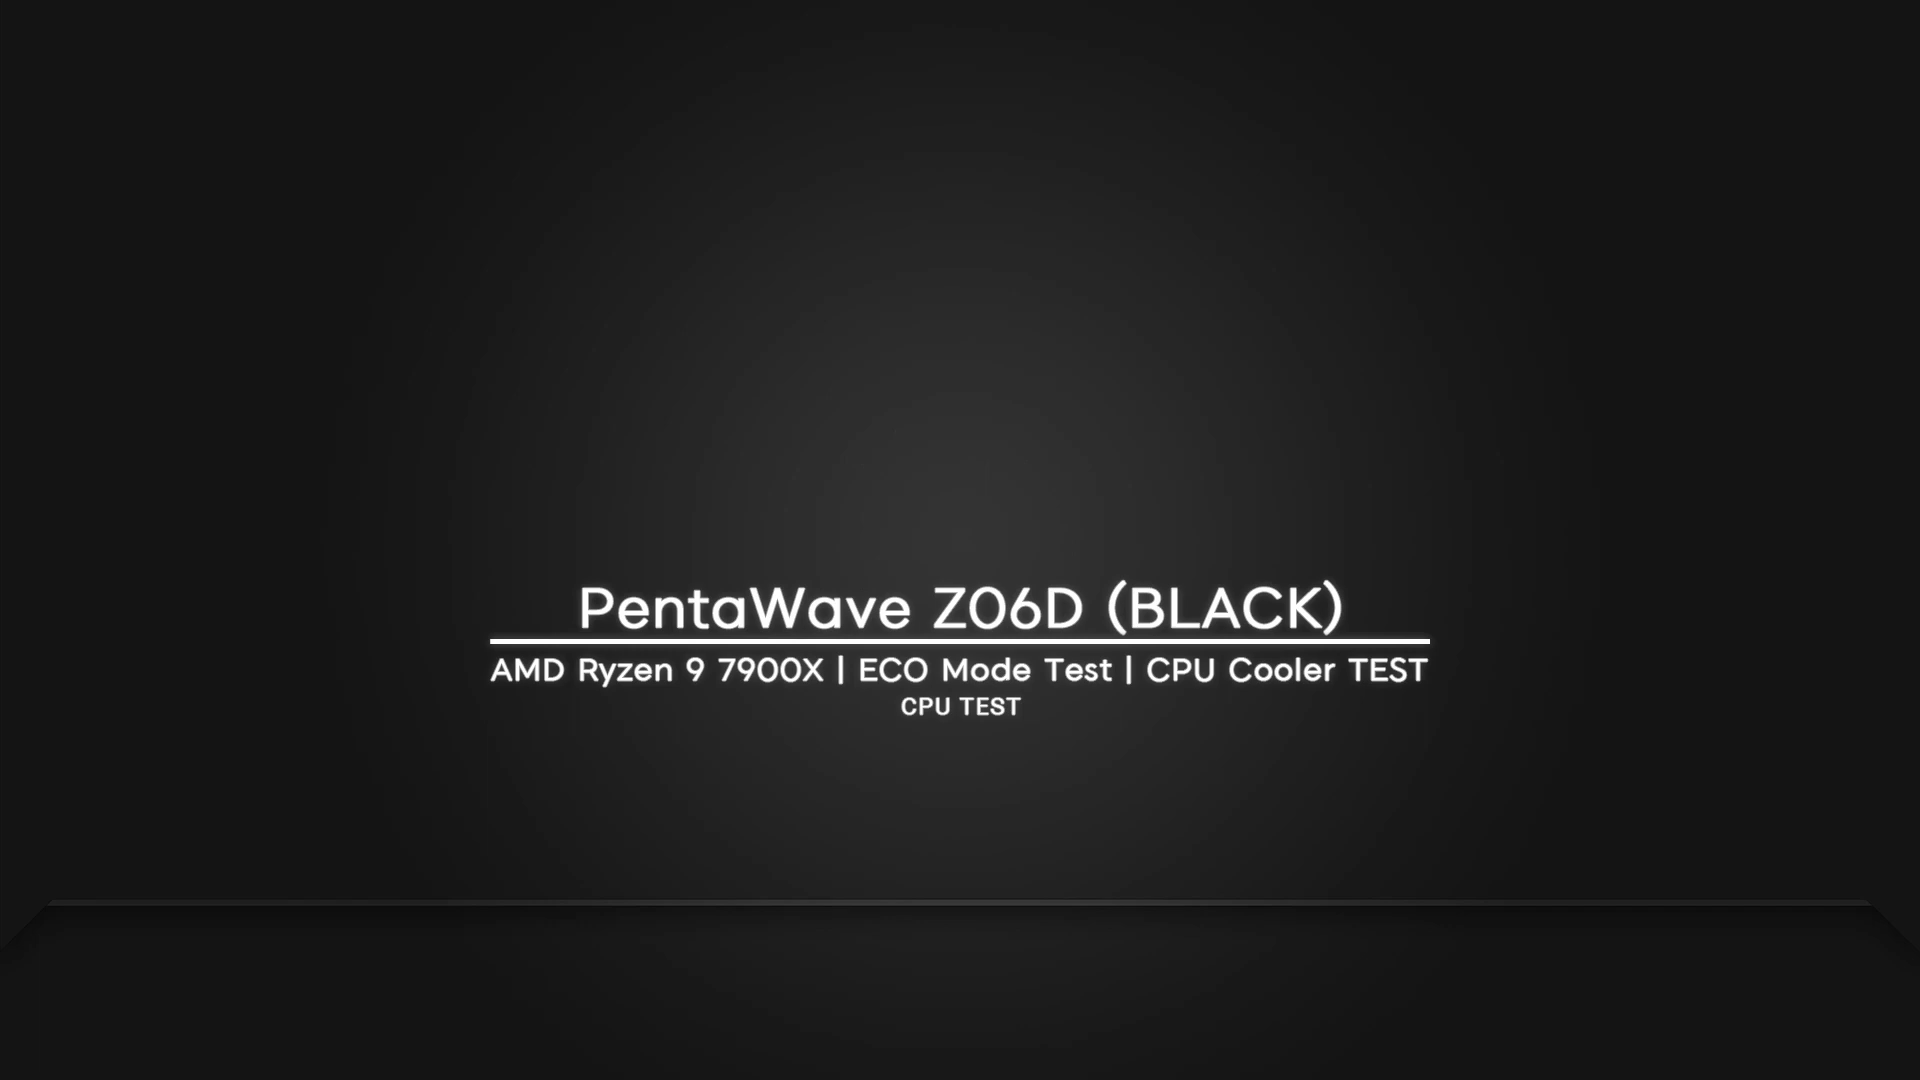 PentaWave Z06D (BLACK)
AMD Ryzen 9 7900X | ECO Mode Test | CPU Cooler TEST
CPU TEST